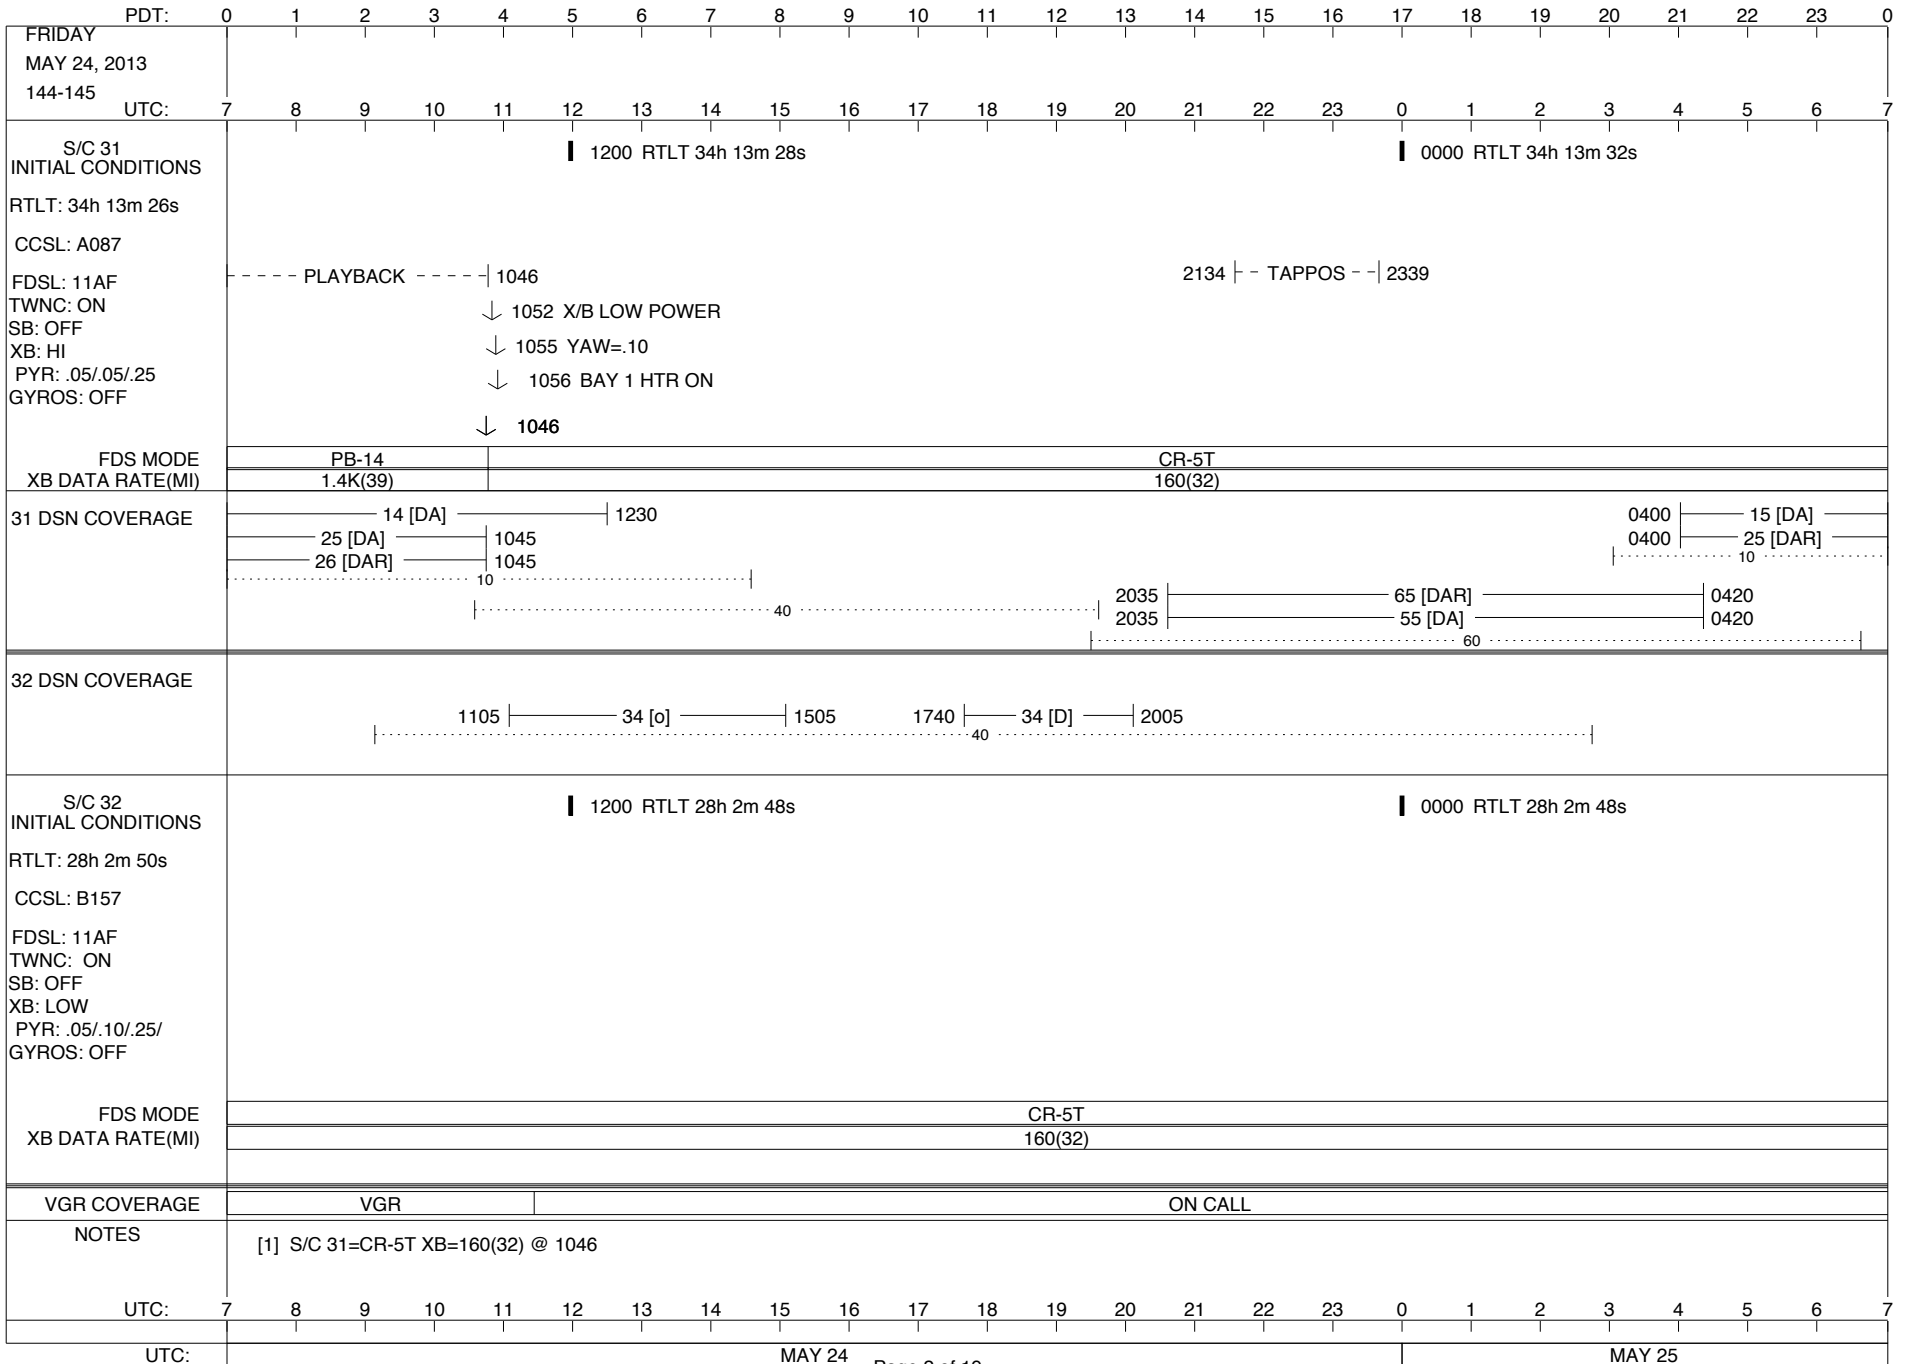 PDT: 0 1 2 3 4 5 6 7 8 9 10 11 12 13 14 15 16 17 18 19 20 21 22 23 0
FRIDAY
MAY 24, 2013
144-145
UTC: 7 8 9 10 11 12 13 14 15 16 17 18 19 20 21 22 23 0 1 2 3 4 5 6 7
S/C 31
INITIAL CONDITIONS
1200 RTLT 34h 13m 28s
0000 RTLT 34h 13m 32s
RTLT: 34h 13m 26s
CCSL: A087
FDSL: 11AF
TWNC: ON
SB: OFF
XB: HI
PYR: .05/.05/.25
GYROS: OFF
PLAYBACK 1046
2134 TAPPOS 2339
1052 X/B LOW POWER
1055 YAW=.10
1056 BAY 1 HTR ON
1046
FDS MODE PB-14 CR-5T
XB DATA RATE(MI) 1.4K(39) 160(32)
31 DSN COVERAGE
14 [DA] 1230
0400 15 [DA]
25 [DA] 1045
0400 25 [DAR]
26 [DAR] 1045
10
10
40
2035 65 [DAR] 0420
2035 55 [DA] 0420
60
32 DSN COVERAGE
1105 34 [o] 1505
1740 34 [D] 2005
40
S/C 32
INITIAL CONDITIONS
1200 RTLT 28h 2m 48s
0000 RTLT 28h 2m 48s
RTLT: 28h 2m 50s
CCSL: B157
FDSL: 11AF
TWNC: ON
SB: OFF
XB: LOW
PYR: .05/.10/.25/
GYROS: OFF
FDS MODE CR-5T
XB DATA RATE(MI) 160(32)
VGR COVERAGE VGR ON CALL
NOTES
[1] S/C 31=CR-5T XB=160(32) @ 1046
UTC: 7 8 9 10 11 12 13 14 15 16 17 18 19 20 21 22 23 0 1 2 3 4 5 6 7
UTC: MAY 24 MAY 25